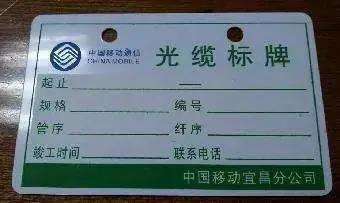 中国移动通信 光缆标牌
CHINA MOBILE
起止 —
规格 编号
管序 纤序
竣工时间 联系电话
中国移动宜昌分公司